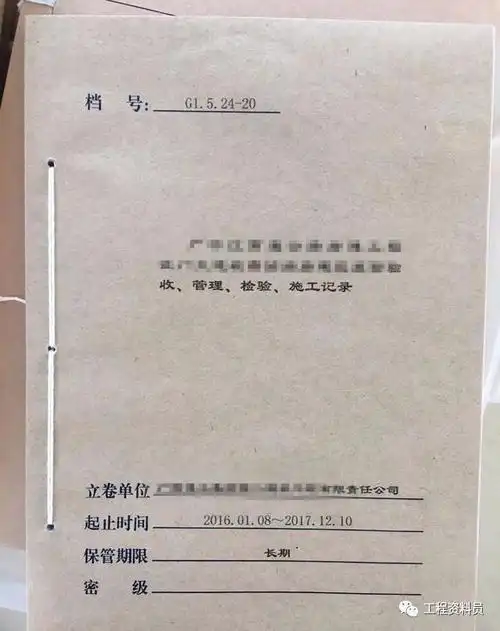 档 号: G1.5.24-20
收、管理、检验、施工记录
立卷单位 有限责任公司
起止时间 2016.01.08~2017.12.10
保管期限 长期
密 级
工程资料员